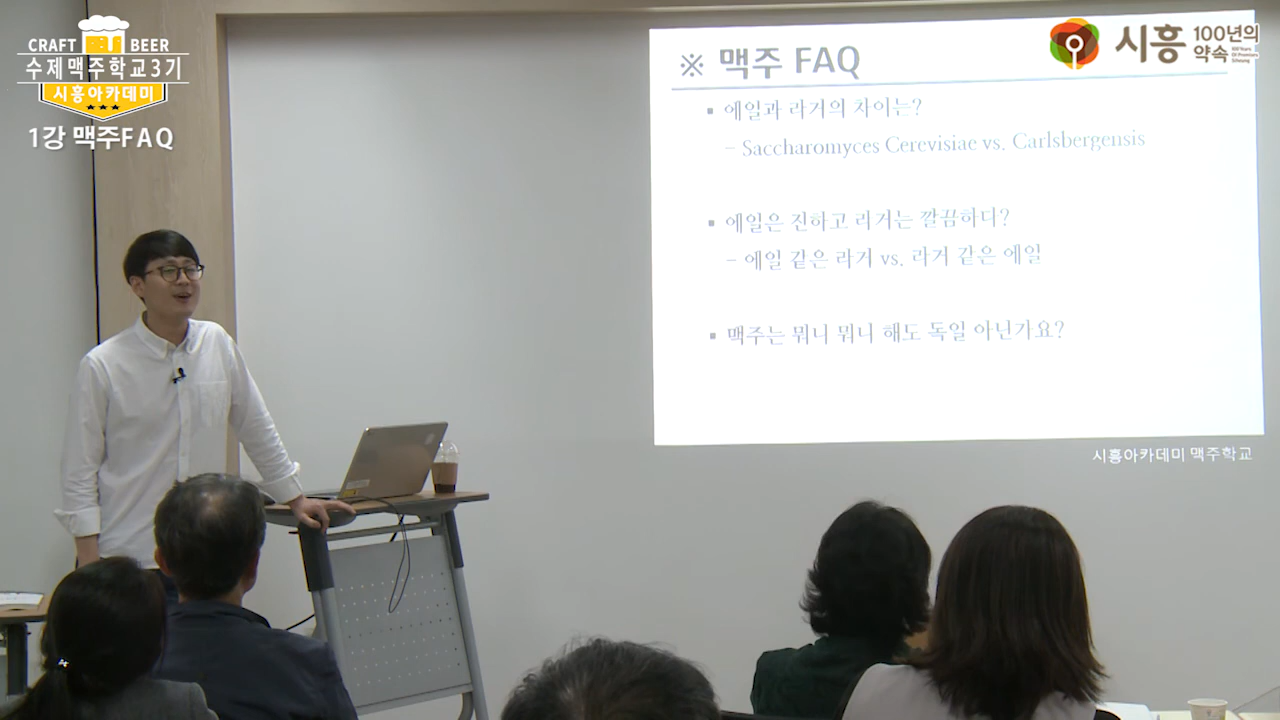 CRAFT BEER
수제맥주학교3기
시흥아카데미
1강 맥주FAQ
시흥 100년의 약속
※ 맥주 FAQ
▪ 에일과 라거의 차이는?
- Saccharomyces Cerevisiae vs. Carlsbergensis
▪ 에일은 진하고 라거는 깔끔하다?
- 에일 같은 라거 vs. 라거 같은 에일
▪ 맥주는 뭐니 뭐니 해도 독일 아닌가요?
시흥아카데미 맥주학교